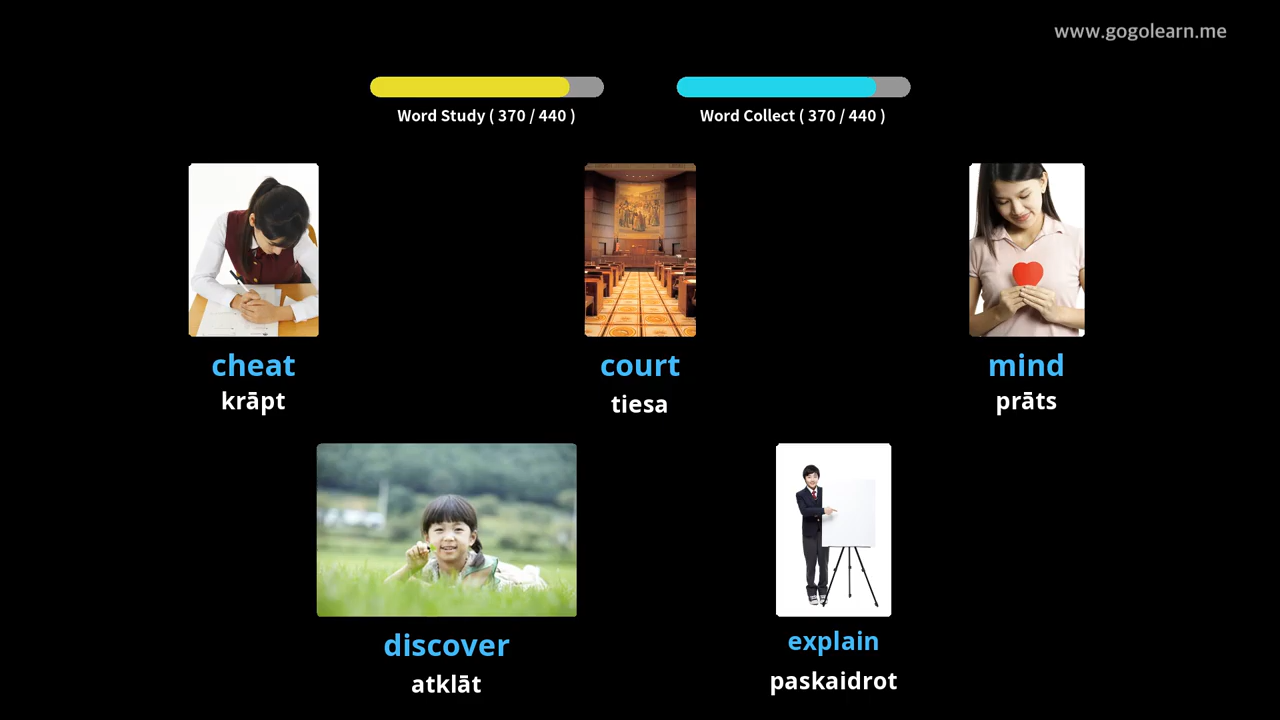 www.gogolearn.me
Word Study ( 370 / 440 )
Word Collect ( 370 / 440 )
cheat
krāpt
court
tiesa
mind
prāts
discover
atklāt
explain
paskaidrot